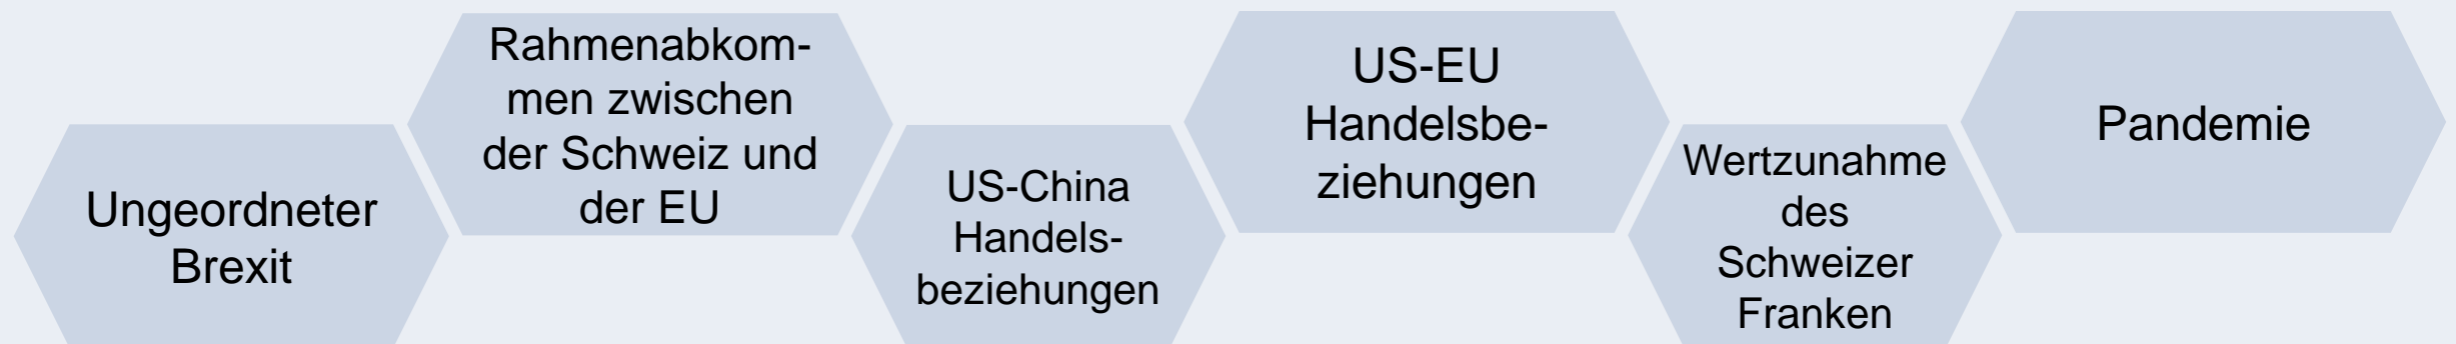 Ungeordneter
Brexit
Rahmenabkom-
men zwischen
der Schweiz und
der EU
US-China
Handels-
beziehungen
US-EU
Handelsbe-
ziehungen
Wertzunahme
des
Schweizer
Franken
Pandemie